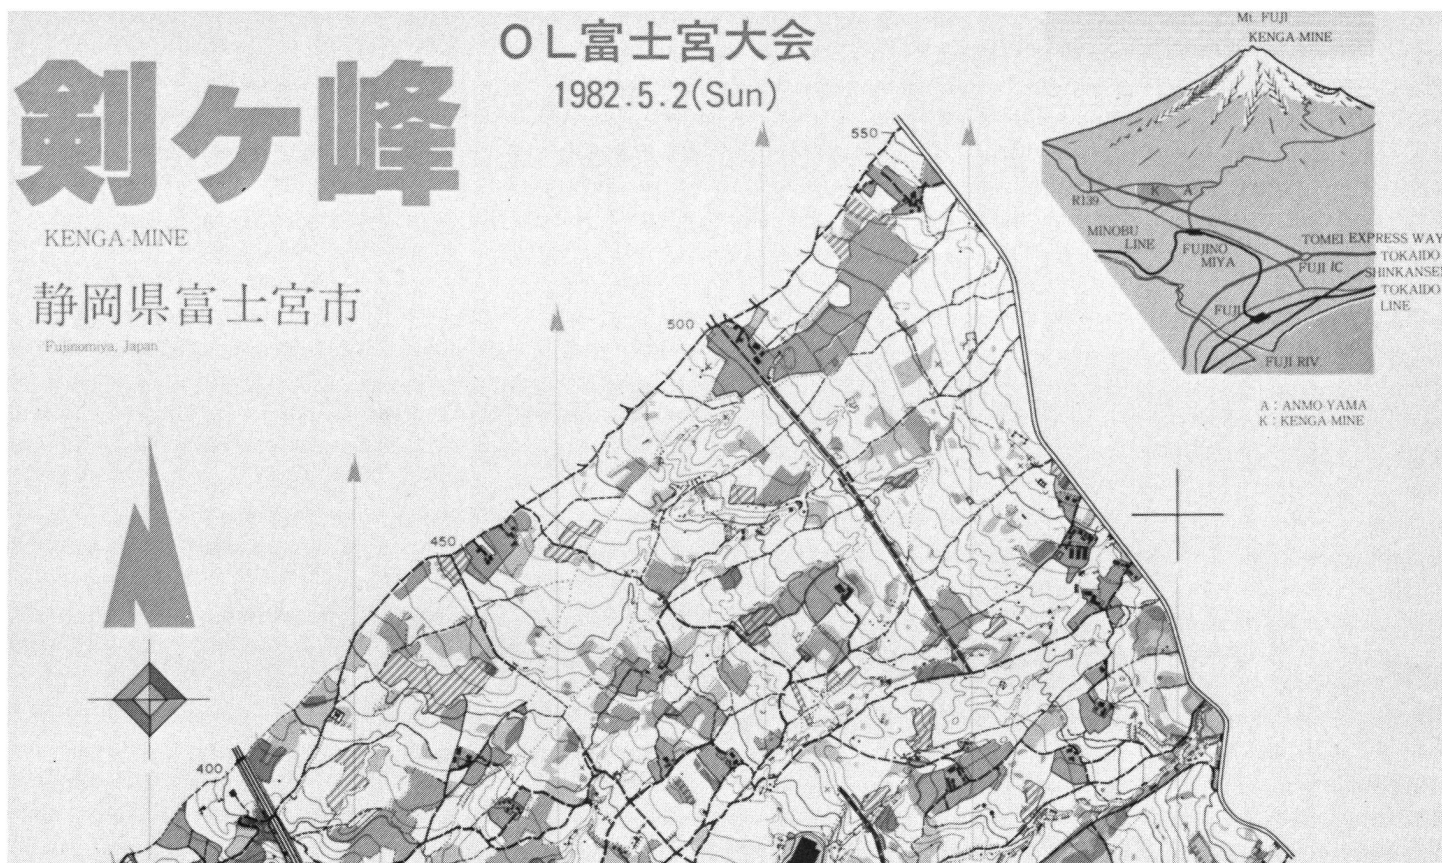 OL富士宮大会
1982.5.2(Sun)
剣ヶ峰
KENGA-MINE
静岡県富士宮市
Fujinomiya, Japan
Mt. FUJI
KENGA-MINE
K A
R139
MINOBU
LINE
FUJINO
MIYA
TOMEI EXPRESS WAY
FUJI IC
TOKAIDO
SHINKANSEN
TOKAIDO
LINE
FUJI
FUJI RIV
A : ANMO-YAMA
K : KENGA MINE
550
500
450
400